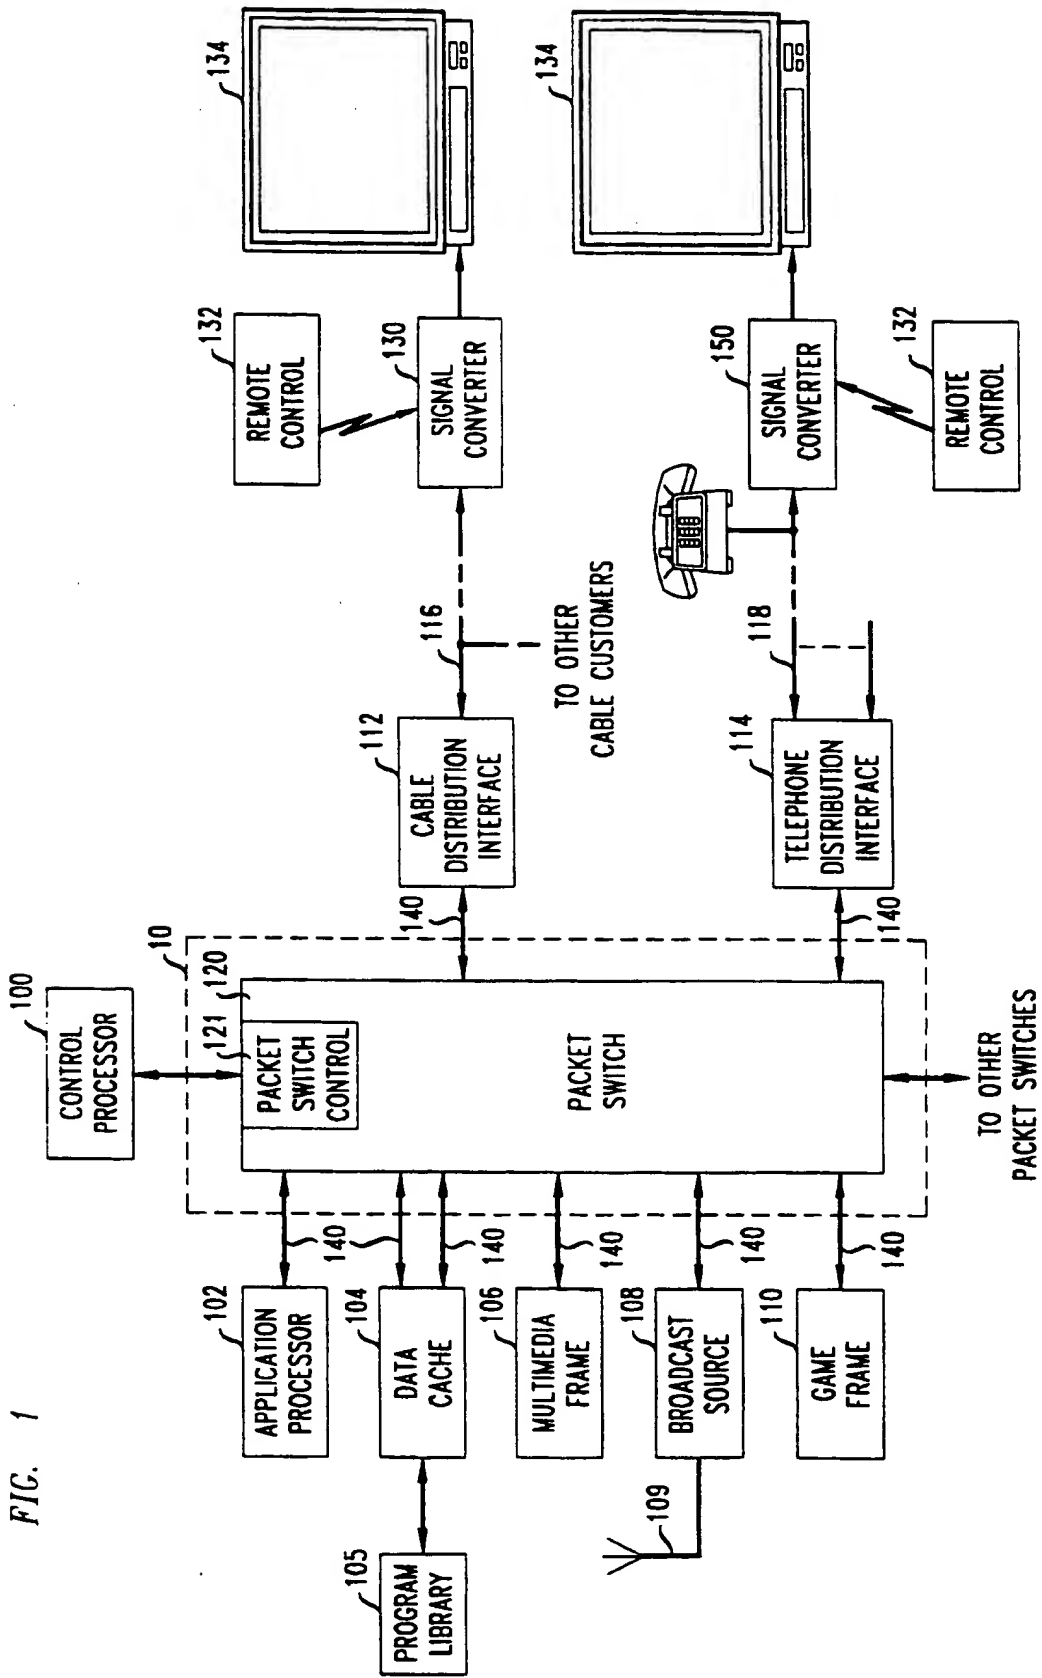 FIG. 1
100
CONTROL
PROCESSOR
10
120
121
PACKET
SWITCH
CONTROL
PACKET
SWITCH
102
APPLICATION
PROCESSOR
140
104
DATA
CACHE
140
105
PROGRAM
LIBRARY
106
MULTIMEDIA
FRAME
140
108
BROADCAST
SOURCE
140
109
110
GAME
FRAME
140
TO OTHER
PACKET SWITCHES
140
112
CABLE
DISTRIBUTION
INTERFACE
116
TO OTHER
CABLE CUSTOMERS
130
SIGNAL
CONVERTER
132
REMOTE
CONTROL
134
140
114
TELEPHONE
DISTRIBUTION
INTERFACE
118
150
SIGNAL
CONVERTER
132
REMOTE
CONTROL
134